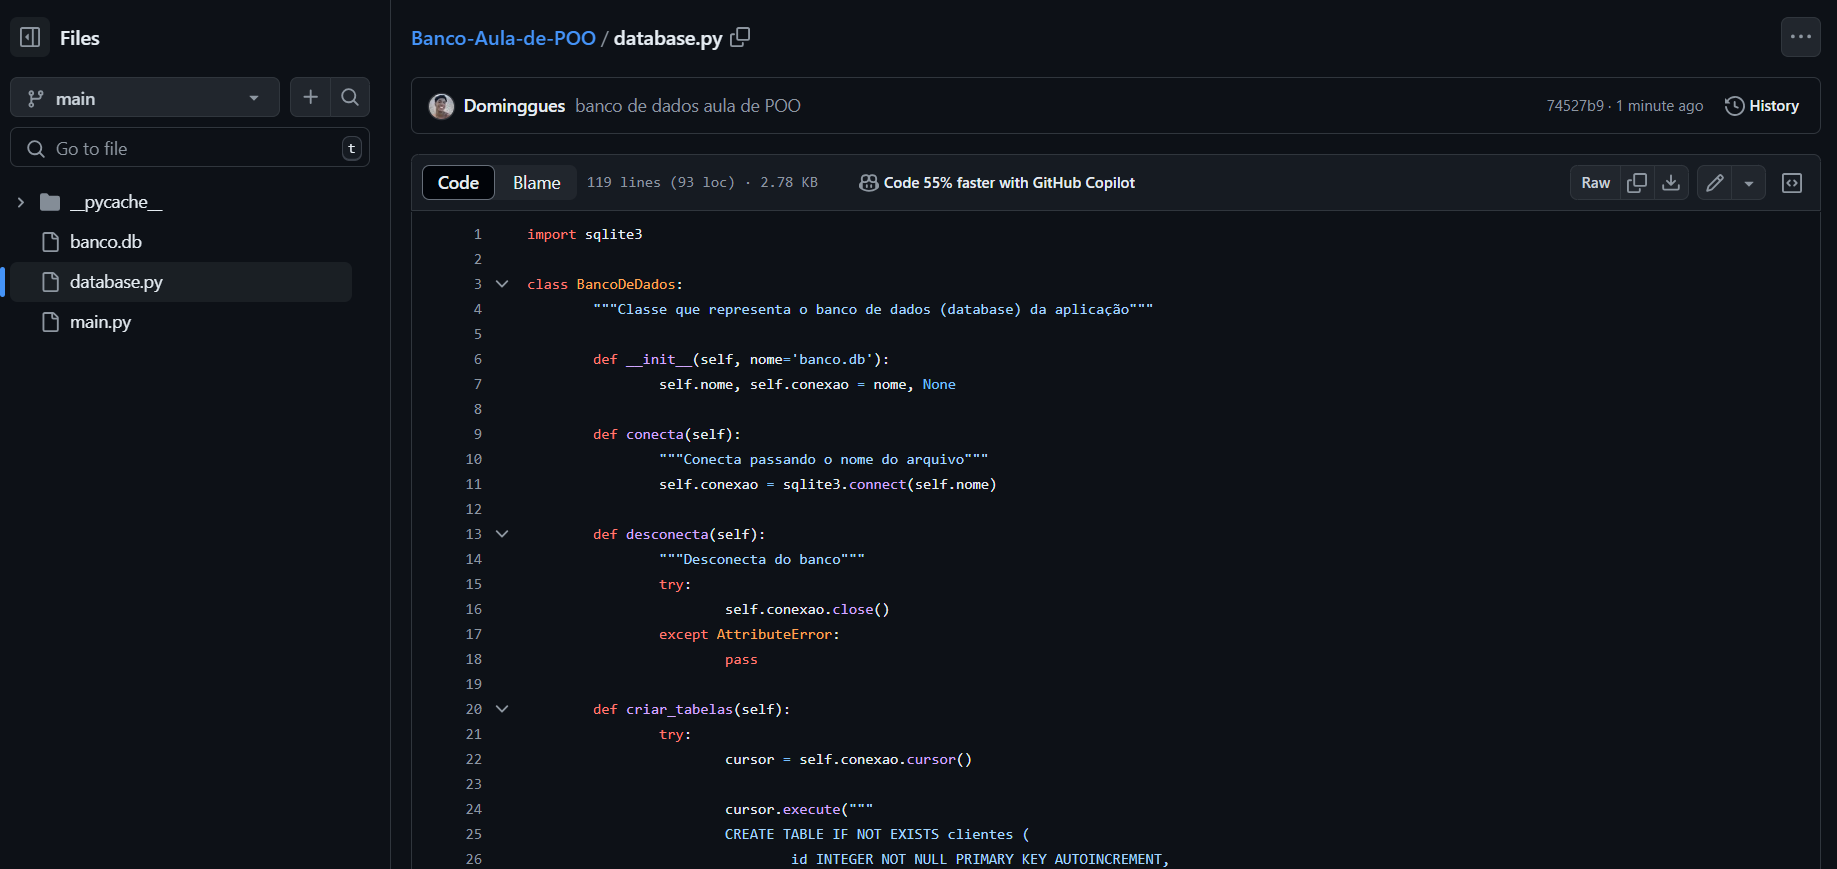 Files
main
Go to file
t
__pycache__
banco.db
database.py
main.py
Banco-Aula-de-POO / database.py
Dominggues banco de dados aula de POO
74527b9 · 1 minute ago
History
Code
Blame
119 lines (93 loc) · 2.78 KB
Code 55% faster with GitHub Copilot
Raw
1 import sqlite3
2
3 class BancoDeDados:
4 """Classe que representa o banco de dados (database) da aplicação"""
5
6 def __init__(self, nome='banco.db'):
7 self.nome, self.conexao = nome, None
8
9 def conecta(self):
10 """Conecta passando o nome do arquivo"""
11 self.conexao = sqlite3.connect(self.nome)
12
13 def desconecta(self):
14 """Desconecta do banco"""
15 try:
16 self.conexao.close()
17 except AttributeError:
18 pass
19
20 def criar_tabelas(self):
21 try:
22 cursor = self.conexao.cursor()
23
24 cursor.execute("""
25 CREATE TABLE IF NOT EXISTS clientes (
26 id INTEGER NOT NULL PRIMARY KEY AUTOINCREMENT,